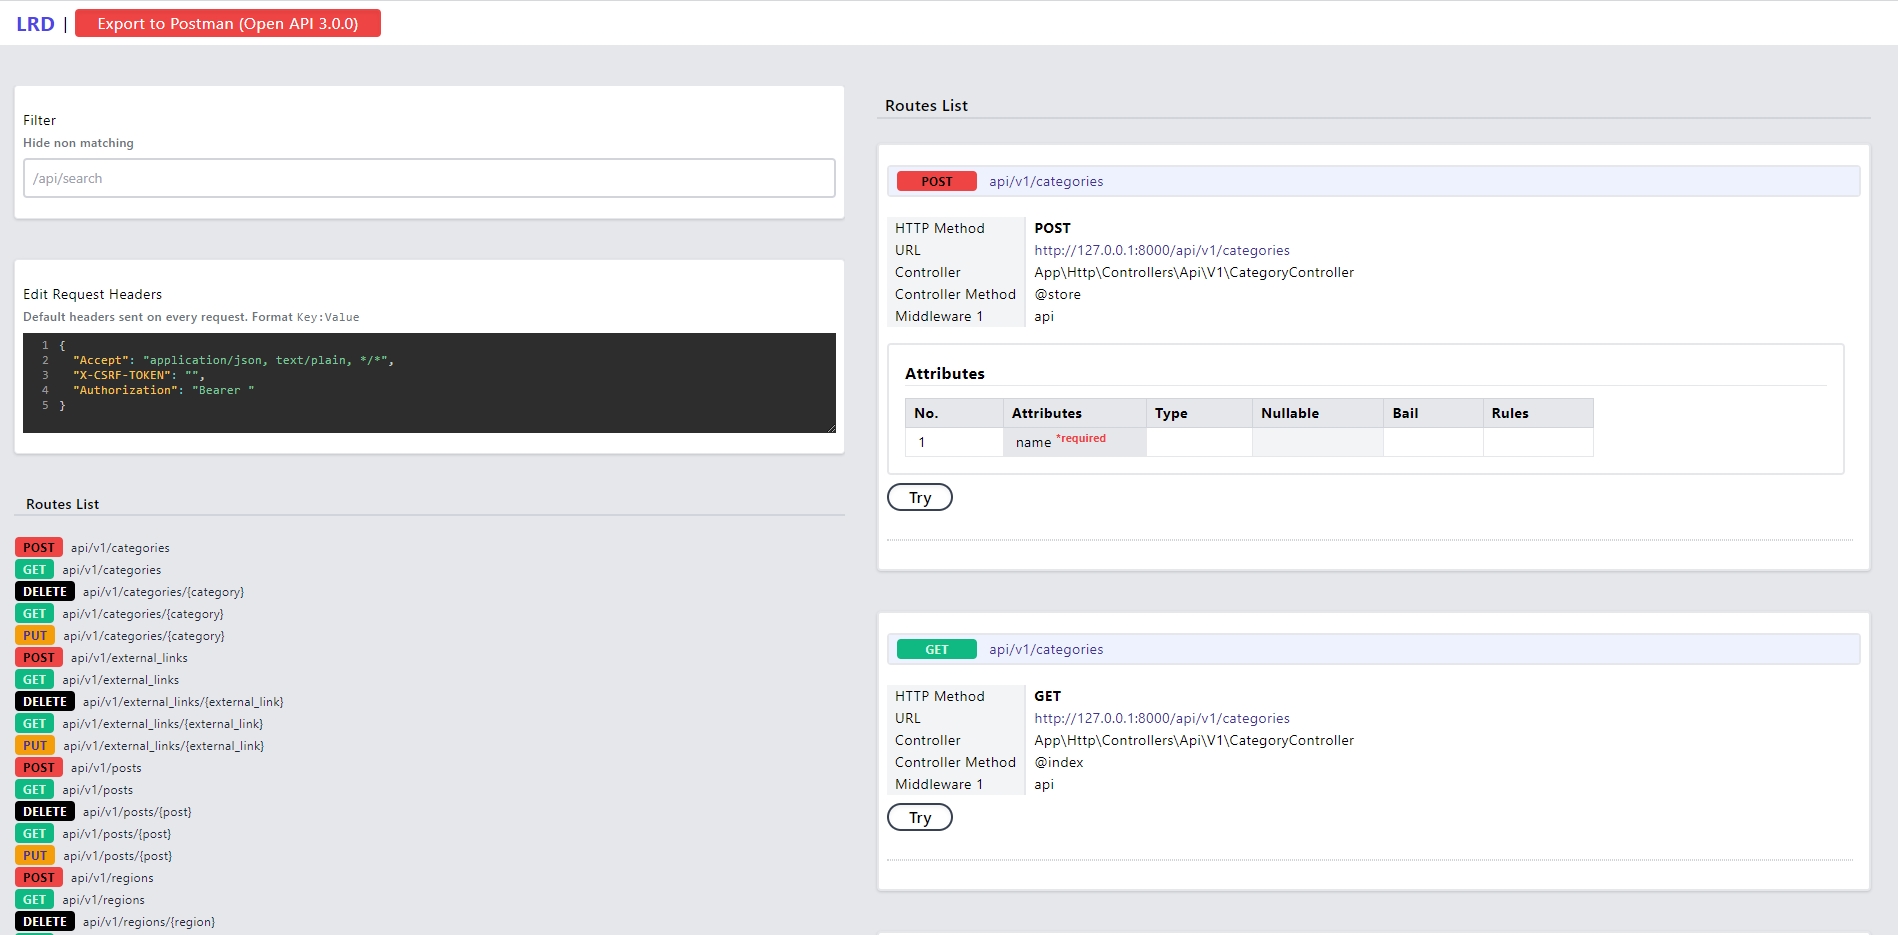 LRD | Export to Postman (Open API 3.0.0)
Filter
Hide non matching
/api/search
Edit Request Headers
Default headers sent on every request. Format Key:Value
1 {
2 "Accept": "application/json, text/plain, */*",
3 "X-CSRF-TOKEN": "",
4 "Authorization": "Bearer "
5 }
Routes List
POST api/v1/categories
GET api/v1/categories
DELETE api/v1/categories/{category}
GET api/v1/categories/{category}
PUT api/v1/categories/{category}
POST api/v1/external_links
GET api/v1/external_links
DELETE api/v1/external_links/{external_link}
GET api/v1/external_links/{external_link}
PUT api/v1/external_links/{external_link}
POST api/v1/posts
GET api/v1/posts
DELETE api/v1/posts/{post}
GET api/v1/posts/{post}
PUT api/v1/posts/{post}
POST api/v1/regions
GET api/v1/regions
DELETE api/v1/regions/{region}
Routes List
POST api/v1/categories
HTTP Method POST
URL http://127.0.0.1:8000/api/v1/categories
Controller App\Http\Controllers\Api\V1\CategoryController
Controller Method @store
Middleware 1 api
Attributes
No. Attributes Type Nullable Bail Rules
1 name *required
Try
GET api/v1/categories
HTTP Method GET
URL http://127.0.0.1:8000/api/v1/categories
Controller App\Http\Controllers\Api\V1\CategoryController
Controller Method @index
Middleware 1 api
Try